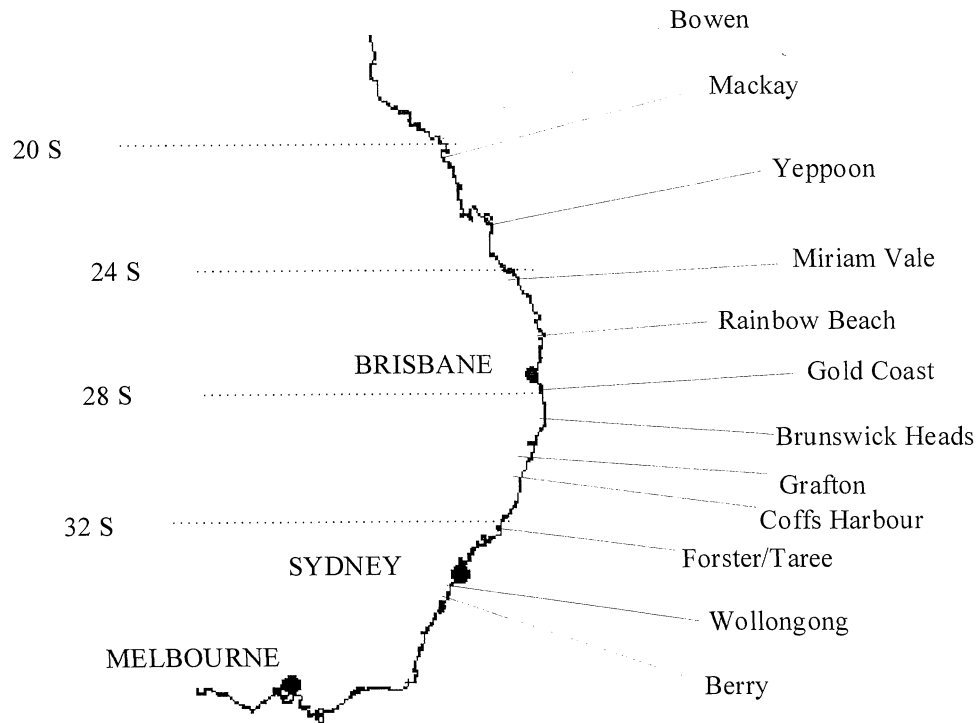 Bowen
Mackay
20 S
Yeppoon
24 S
Miriam Vale
Rainbow Beach
BRISBANE
Gold Coast
28 S
Brunswick Heads
Grafton
Coffs Harbour
32 S
Forster/Taree
SYDNEY
Wollongong
MELBOURNE
Berry